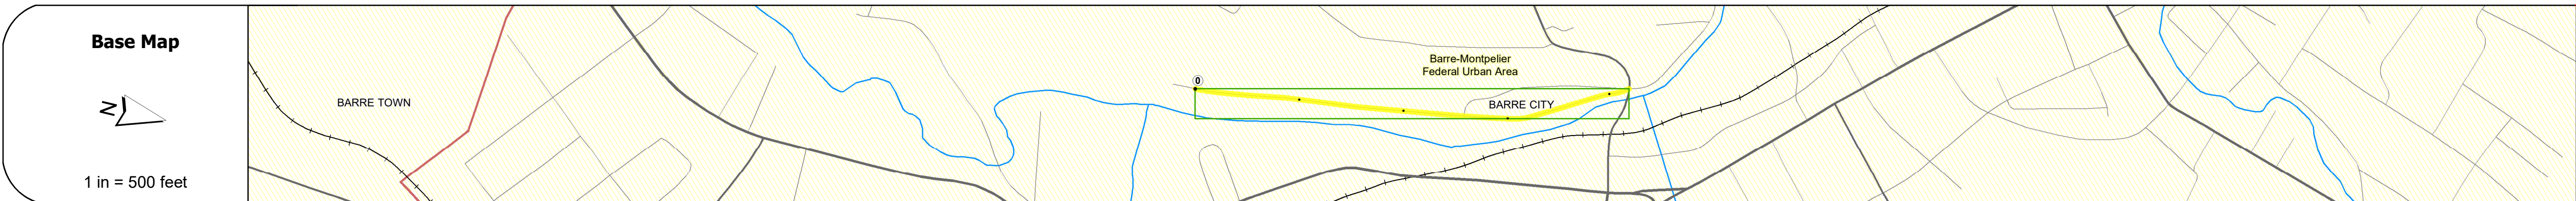 Base Map
N
1 in = 500 feet
BARRE TOWN
0
Barre-Montpelier
Federal Urban Area
BARRE CITY